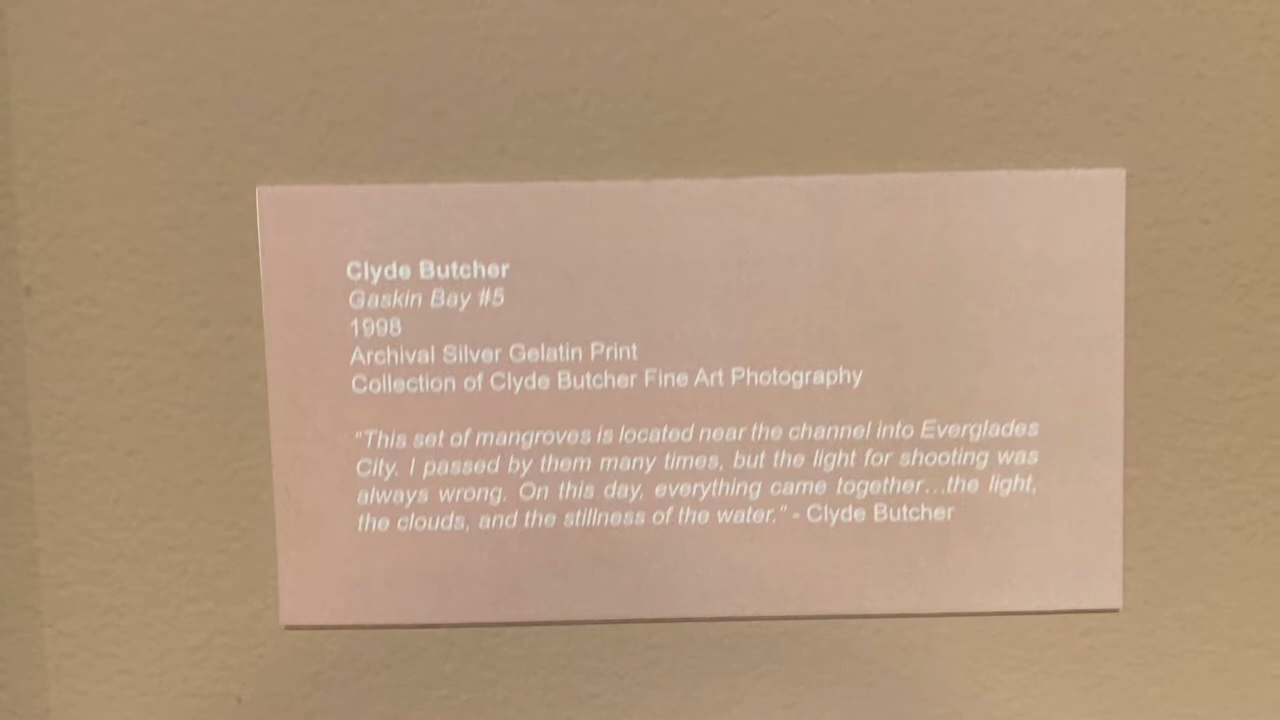 Clyde Butcher
Gaskin Bay #5
1998
Archival Silver Gelatin Print
Collection of Clyde Butcher Fine Art Photography
"This set of mangroves is located near the channel into Everglades
City. I passed by them many times, but the light for shooting was
always wrong. On this day, everything came together...the light,
the clouds, and the stillness of the water." - Clyde Butcher